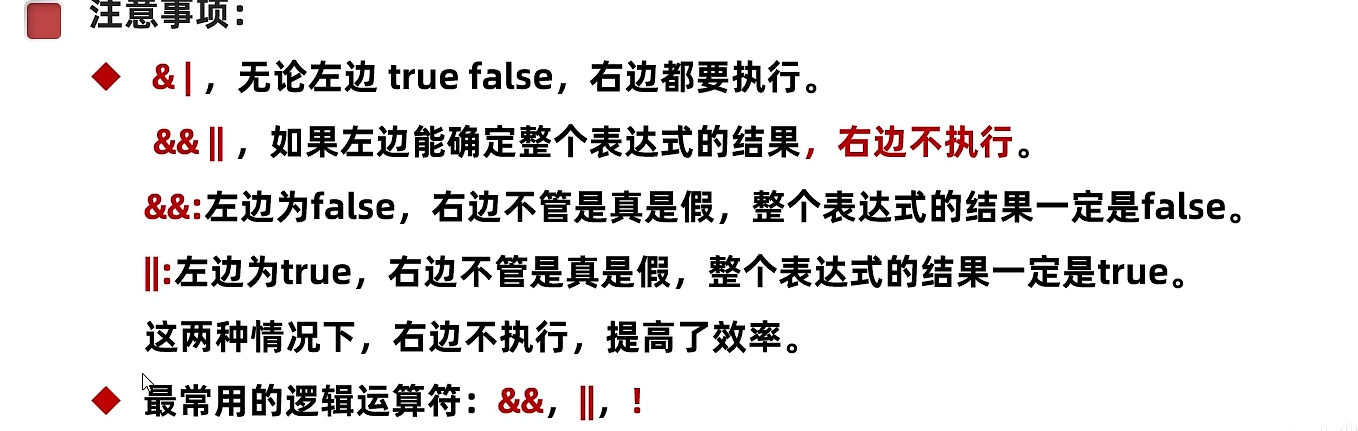 注意事项：
& | ，无论左边 true false，右边都要执行。
&& || ，如果左边能确定整个表达式的结果，右边不执行。
&&:左边为false，右边不管是真是假，整个表达式的结果一定是false。
||:左边为true，右边不管是真是假，整个表达式的结果一定是true。
这两种情况下，右边不执行，提高了效率。
最常用的逻辑运算符：&&，||，！